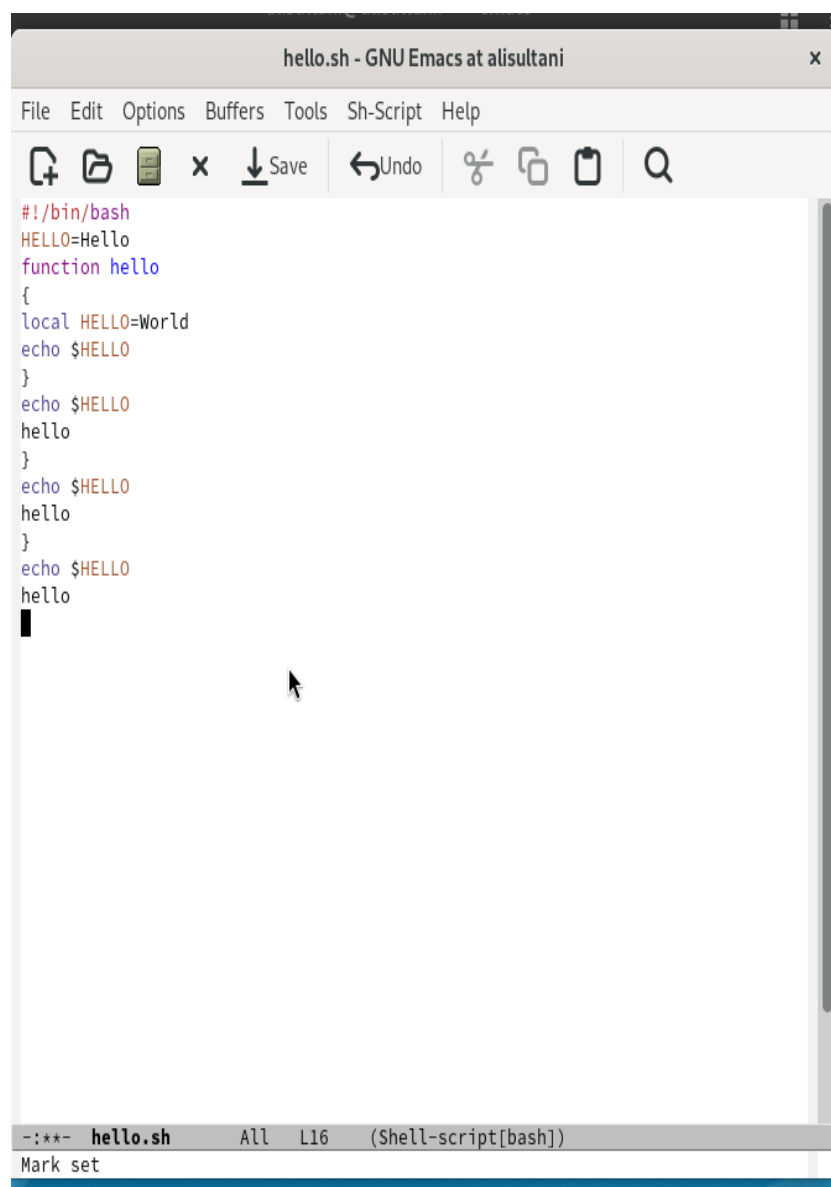 hello.sh - GNU Emacs at alisultani
File Edit Options Buffers Tools Sh-Script Help
Save Undo
#!/bin/bash
HELLO=Hello
function hello
{
local HELLO=World
echo $HELLO
}
echo $HELLO
hello
}
echo $HELLO
hello
}
echo $HELLO
hello
-:**- hello.sh All L16 (Shell-script[bash])
Mark set